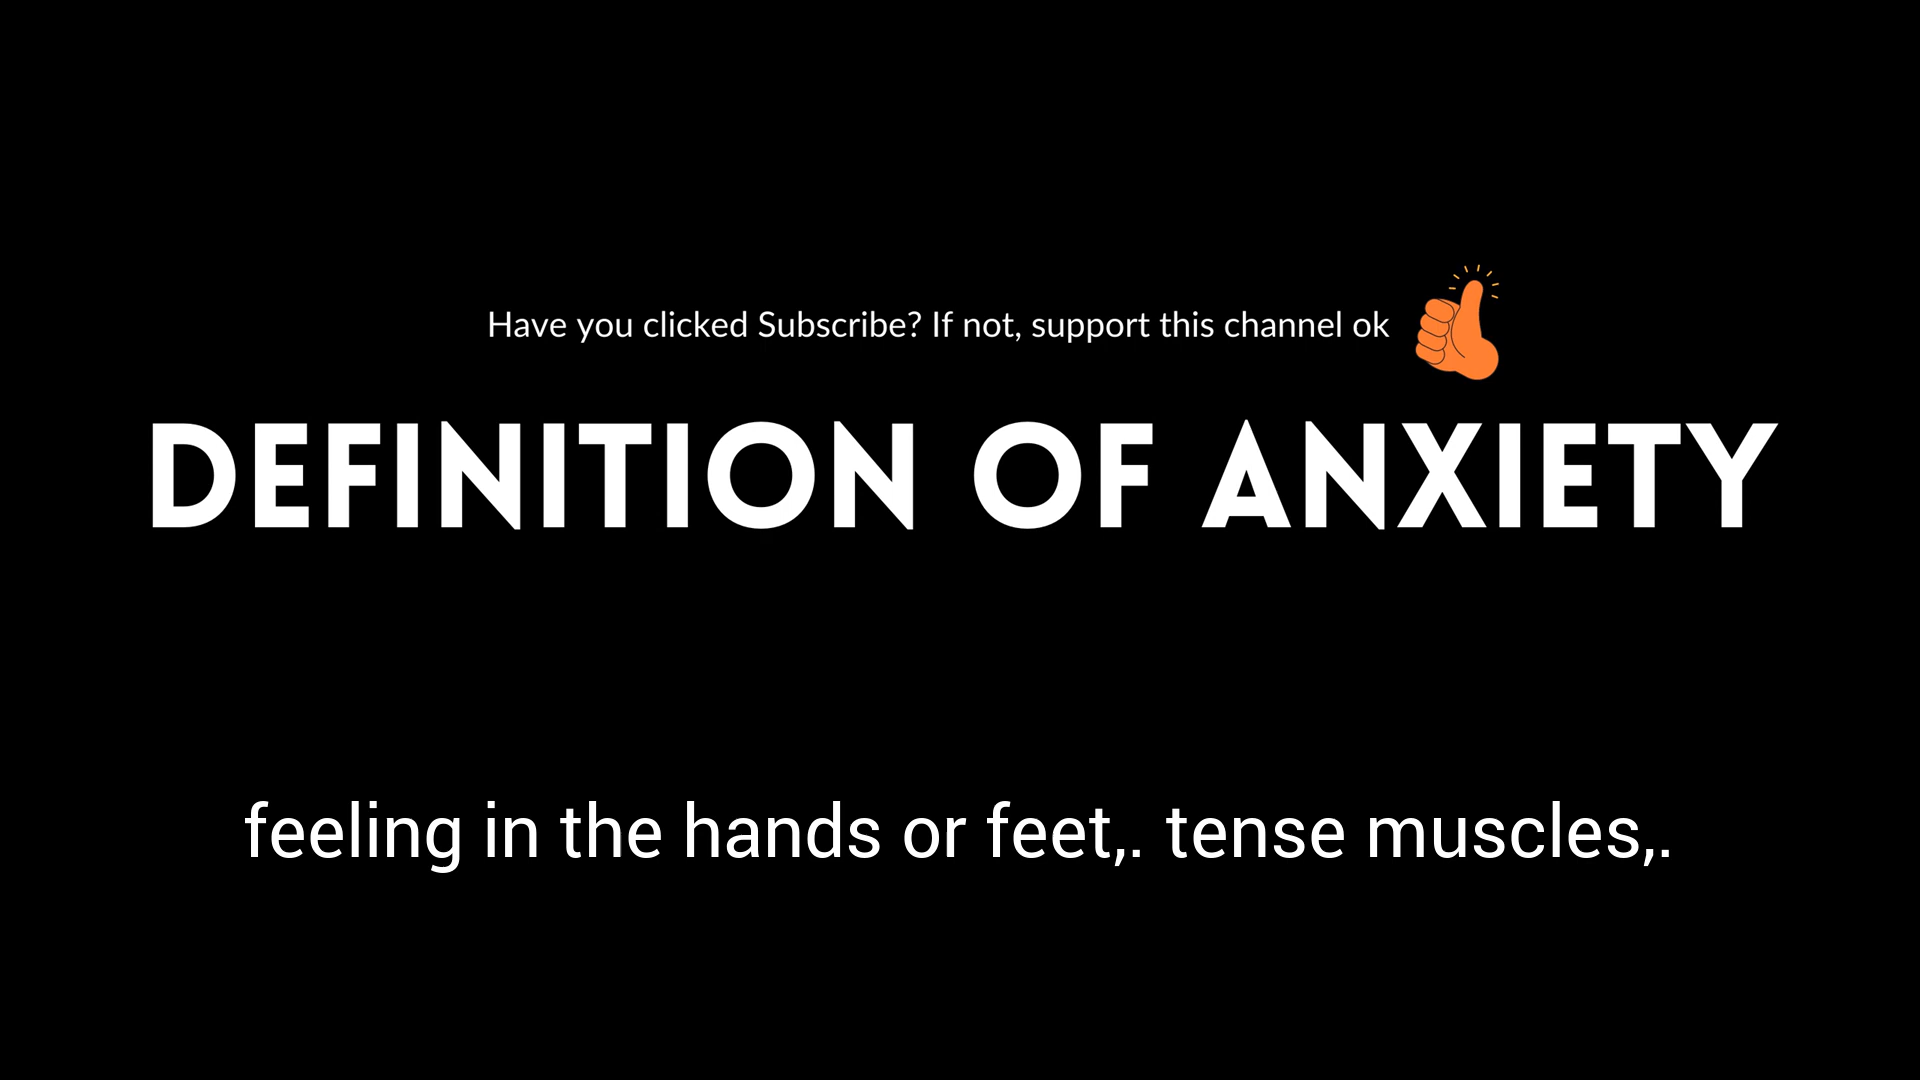 Have you clicked Subscribe? If not, support this channel ok
DEFINITION OF ANXIETY
feeling in the hands or feet,. tense muscles,.